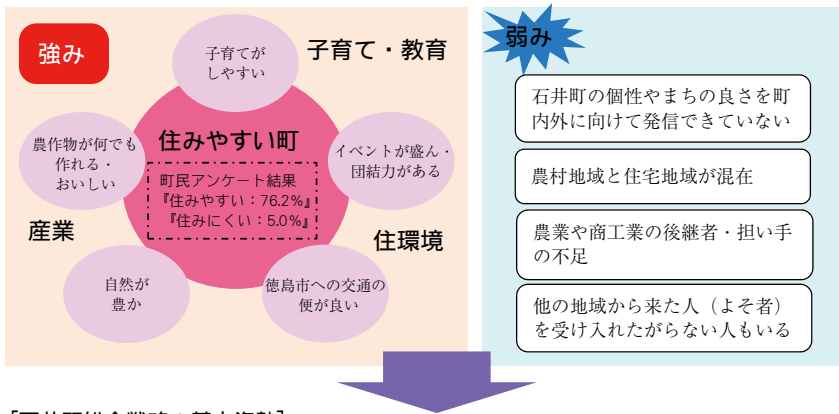 強み
子育てが
しやすい
子育て・教育
農作物が何でも
作れる・
おいしい
住みやすい町
町民アンケート結果
『住みやすい：76.2%』
『住みにくい：5.0%』
イベントが盛ん・
団結力がある
産業
住環境
自然が
豊か
徳島市への交通の
便が良い
弱み
石井町の個性やまちの良さを町
内外に向けて発信できていない
農村地域と住宅地域が混在
農業や商工業の後継者・担い手
の不足
他の地域から来た人（よそ者）
を受け入れたがらない人もいる